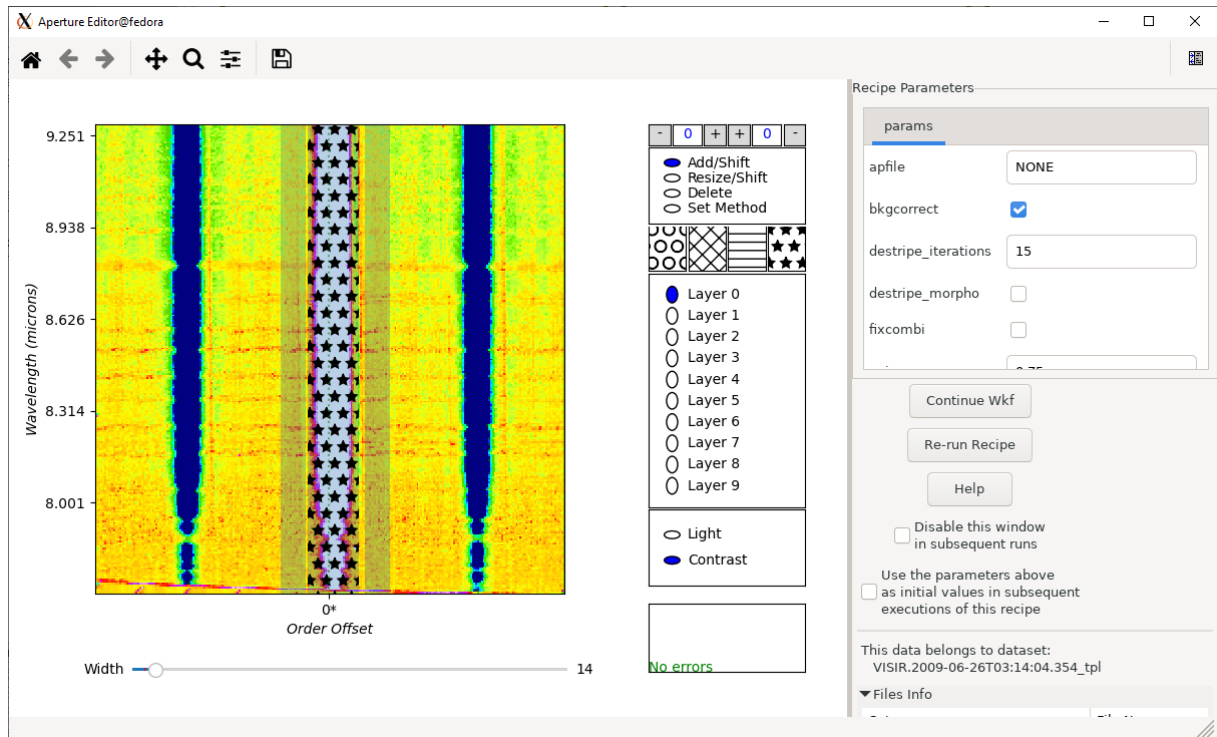 Aperture Editor@fedora
Recipe Parameters
params
apfile NONE
bkgcorrect
destripe_iterations 15
destripe_morpho
fixcombi
9.251
8.938
8.626
8.314
8.001
Wavelength (microns)
0*
Order Offset
Width 14
- 0 + + 0 -
Add/Shift
Resize/Shift
Delete
Set Method
Layer 0
Layer 1
Layer 2
Layer 3
Layer 4
Layer 5
Layer 6
Layer 7
Layer 8
Layer 9
Light
Contrast
No errors
Continue Wkf
Re-run Recipe
Help
Disable this window
in subsequent runs
Use the parameters above
as initial values in subsequent
executions of this recipe
This data belongs to dataset:
VISIR.2009-06-26T03:14:04.354_tpl
Files Info